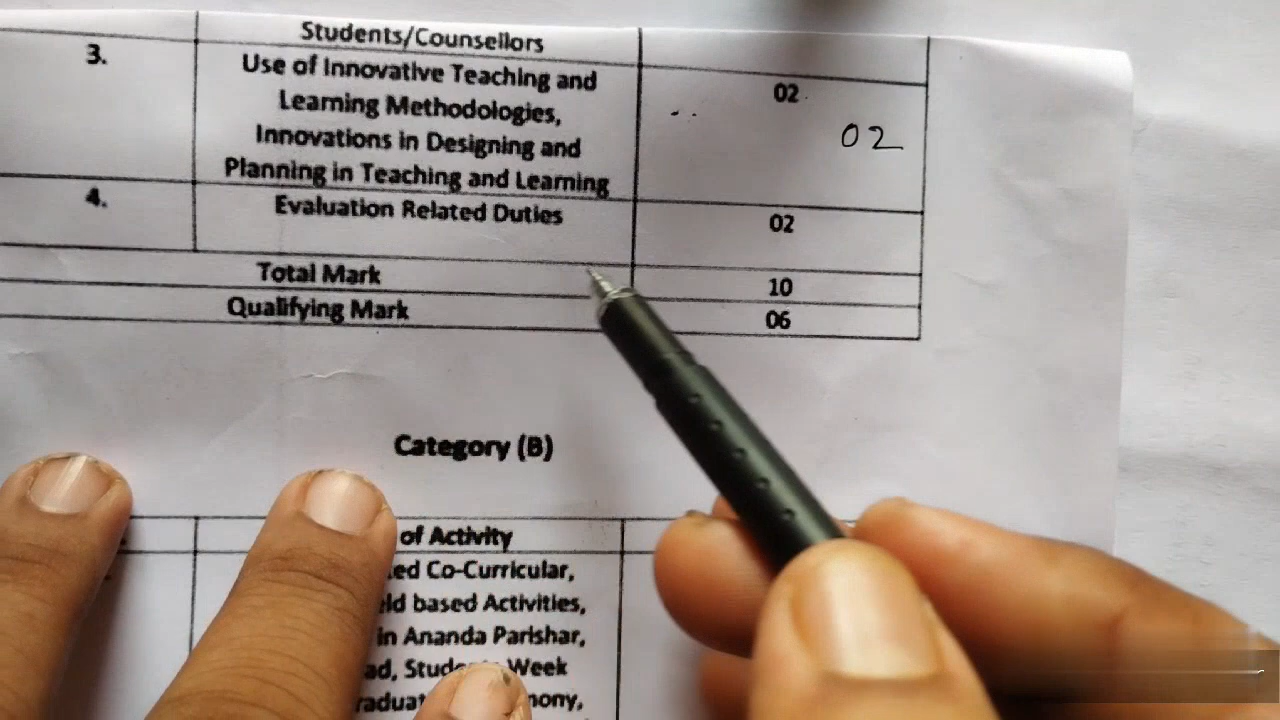 Students/Counsellors
3.
Use of Innovative Teaching and
Learning Methodologies,
Innovations in Designing and
Planning in Teaching and Learning
02
02
4.
Evaluation Related Duties
02
Total Mark
10
Qualifying Mark
06
Category (B)
of Activity
Co-Curricular,
based Activities,
in Ananda Parishar,
Week